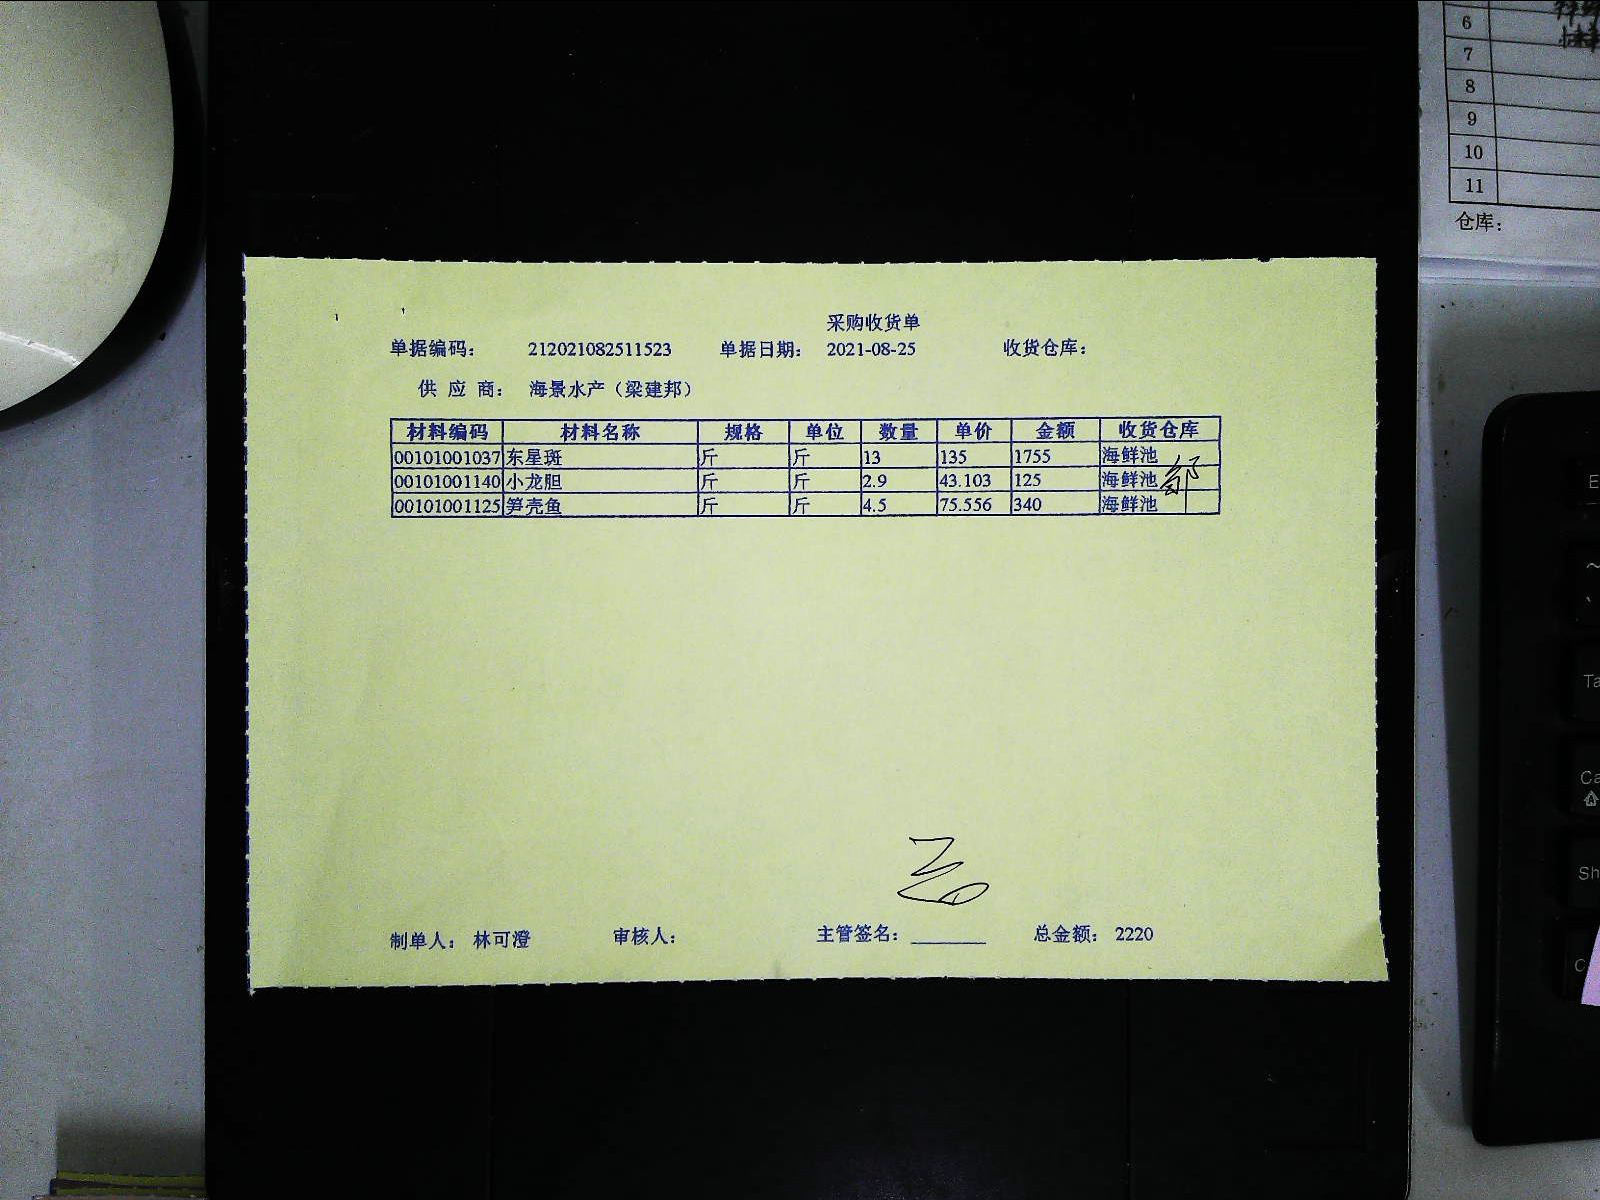 采购收货单
单据编码： 212021082511523 单据日期： 2021-08-25 收货仓库：
供 应 商： 海景水产（梁建邦）
材料编码 材料名称 规格 单位 数量 单价 金额 收货仓库
00101001037 东星斑 斤 斤 13 135 1755 海鲜池
00101001140 小龙胆 斤 斤 2.9 43.103 125 海鲜池
00101001125 笋壳鱼 斤 斤 4.5 75.556 340 海鲜池
制单人： 林可澄 审核人： 主管签名： 总金额： 2220
6
7
8
9
10
11
仓库：